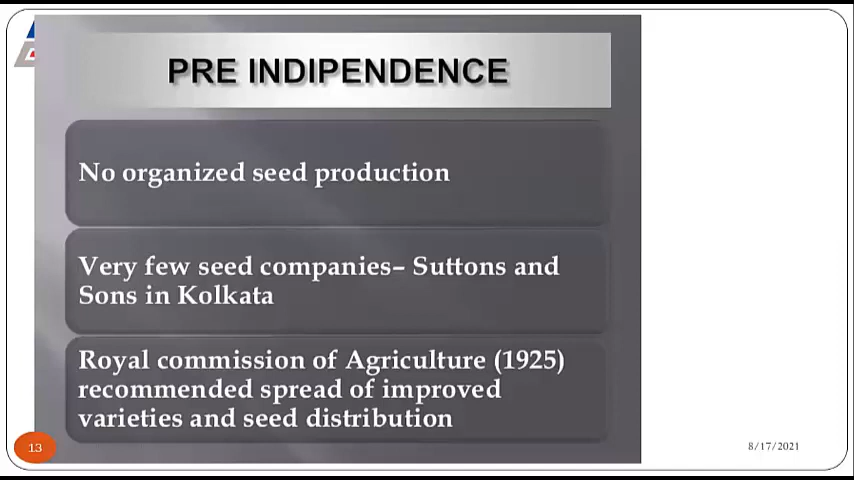 PRE INDIPENDENCE
No organized seed production
Very few seed companies– Suttons and
Sons in Kolkata
Royal commission of Agriculture (1925)
recommended spread of improved
varieties and seed distribution
13
8/17/2021